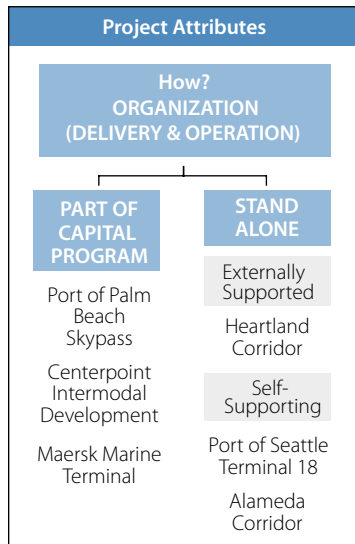 Project Attributes
How?
ORGANIZATION
(DELIVERY & OPERATION)
PART OF
CAPITAL
PROGRAM
Port of Palm
Beach
Skypass
Centerpoint
Intermodal
Development
Maersk Marine
Terminal
STAND
ALONE
Externally
Supported
Heartland
Corridor
Self-
Supporting
Port of Seattle
Terminal 18
Alameda
Corridor